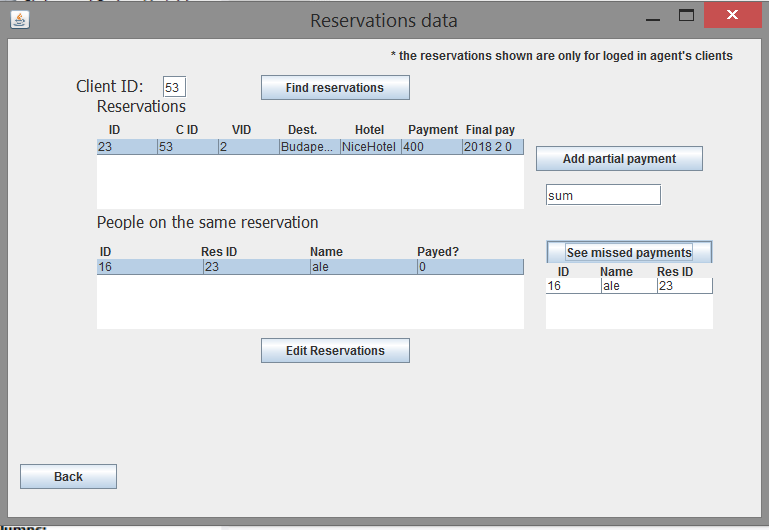 Reservations data
* the reservations shown are only for loged in agent's clients
Client ID: 53 Find reservations
Reservations
ID C ID VID Dest. Hotel Payment Final pay
23 53 2 Budape... NiceHotel 400 2018 2 0
Add partial payment
sum
People on the same reservation
ID Res ID Name Payed?
16 23 ale 0
See missed payments
ID Name Res ID
16 ale 23
Edit Reservations
Back